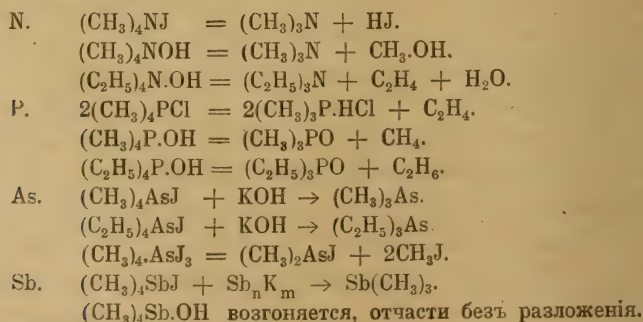 N. (CH₃)₄NJ = (CH₃)₃N + HJ.
(CH₃)₄NOH = (CH₃)₃N + CH₃.OH.
(C₂H₅)₄N.OH = (C₂H₅)₃N + C₂H₄ + H₂O.
P. 2(CH₃)₄PCl = 2(CH₃)₃P.HCl + C₂H₄.
(CH₃)₄P.OH = (CH₃)₃PO + CH₄.
(C₂H₅)₄P.OH = (C₂H₅)₃PO + C₂H₆.
As. (CH₃)₄AsJ + KOH → (CH₃)₃As.
(C₂H₅)₄AsJ + KOH → (C₂H₅)₃As
(CH₃)₄.AsJ₃ = (CH₃)₂AsJ + 2CH₃J.
Sb. (CH₃)₄SbJ + SbₙKₘ → Sb(CH₃)₃.
(CH₃)₄Sb.OH возгоняется, отчасти безъ разложенія.